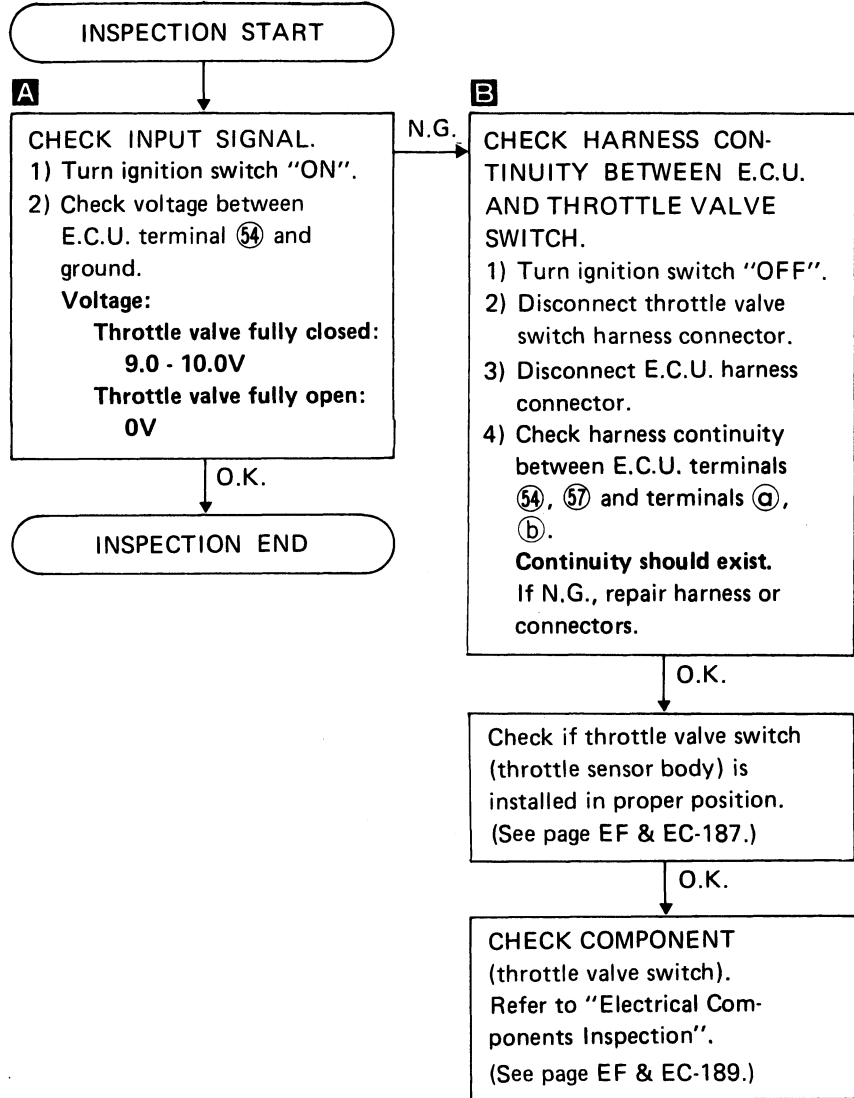 INSPECTION START
A
CHECK INPUT SIGNAL.
1) Turn ignition switch "ON".
2) Check voltage between
E.C.U. terminal 54 and
ground.
Voltage:
Throttle valve fully closed:
9.0 - 10.0V
Throttle valve fully open:
0V
O.K.
INSPECTION END
N.G.
B
CHECK HARNESS CON-
TINUITY BETWEEN E.C.U.
AND THROTTLE VALVE
SWITCH.
1) Turn ignition switch "OFF".
2) Disconnect throttle valve
switch harness connector.
3) Disconnect E.C.U. harness
connector.
4) Check harness continuity
between E.C.U. terminals
54, 57 and terminals ⓐ,
ⓑ.
Continuity should exist.
If N.G., repair harness or
connectors.
O.K.
Check if throttle valve switch
(throttle sensor body) is
installed in proper position.
(See page EF & EC-187.)
O.K.
CHECK COMPONENT
(throttle valve switch).
Refer to "Electrical Com-
ponents Inspection".
(See page EF & EC-189.)